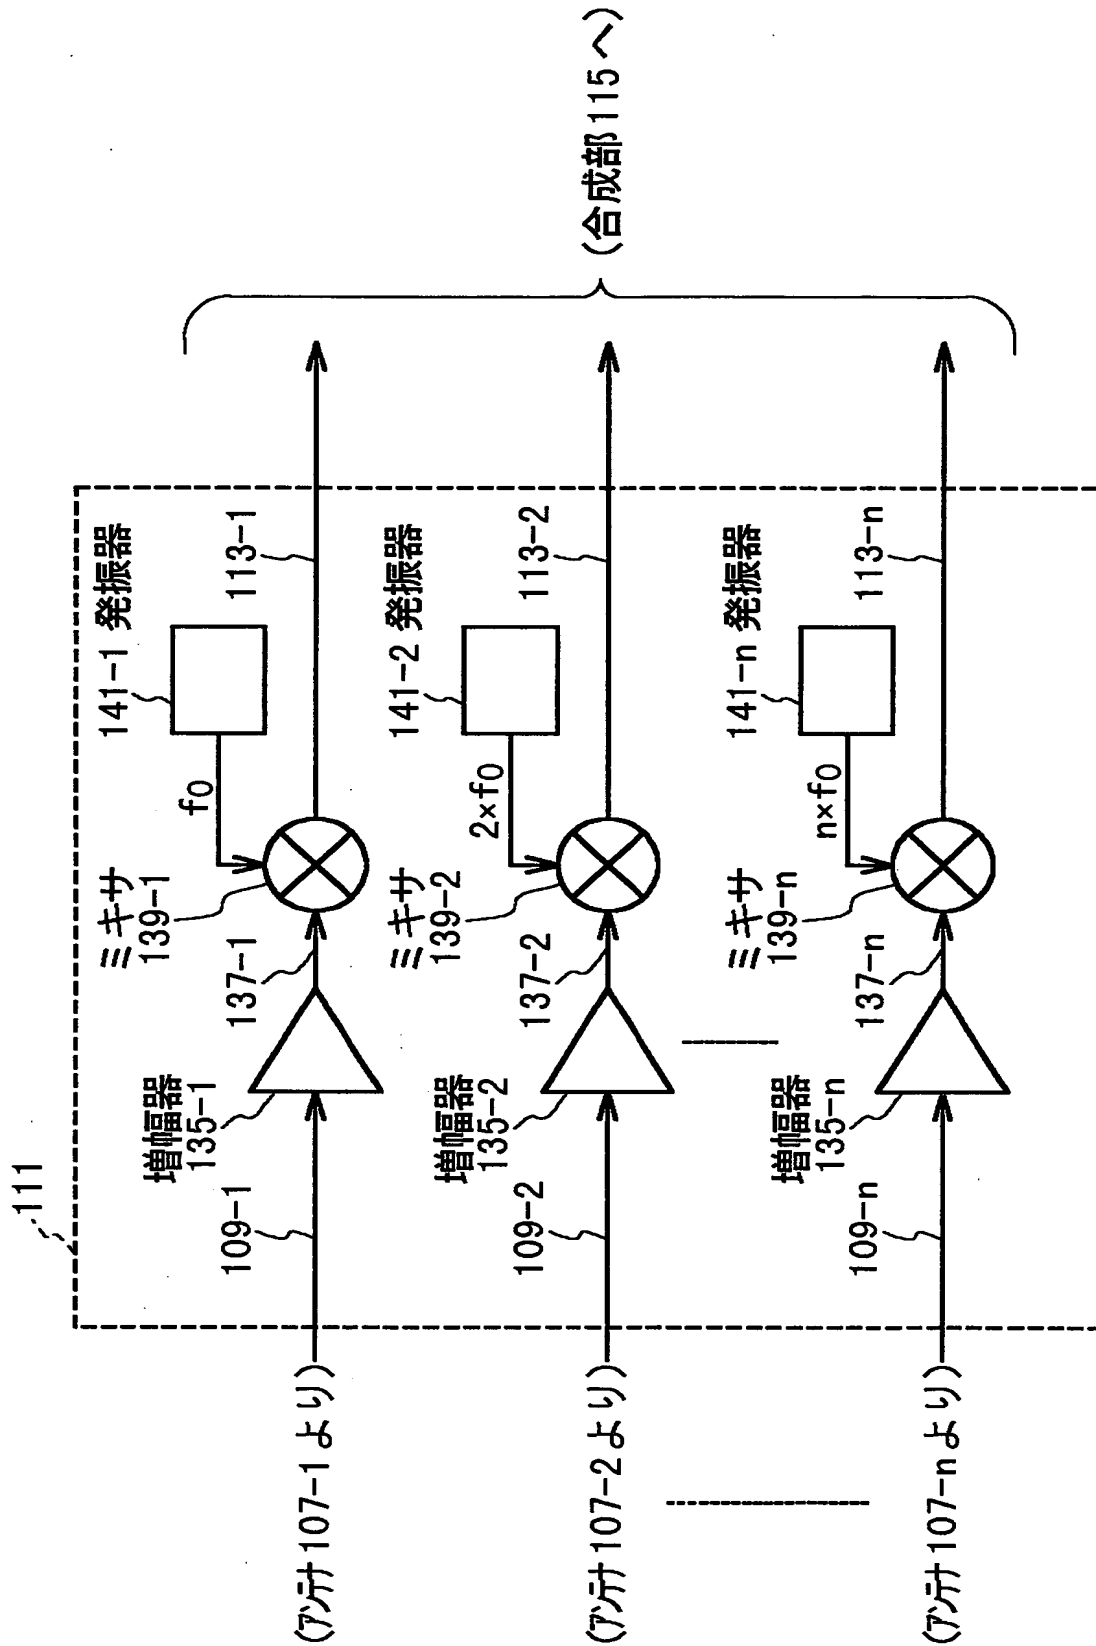 111
(アンテナ107-1より)
109-1
増幅器
135-1
137-1
ミキサ
139-1
f0
141-1 発振器
113-1
(アンテナ107-2より)
109-2
増幅器
135-2
137-2
ミキサ
139-2
2×f0
141-2 発振器
113-2
(アンテナ107-nより)
109-n
増幅器
135-n
137-n
ミキサ
139-n
n×f0
141-n 発振器
113-n
(合成部115へ)